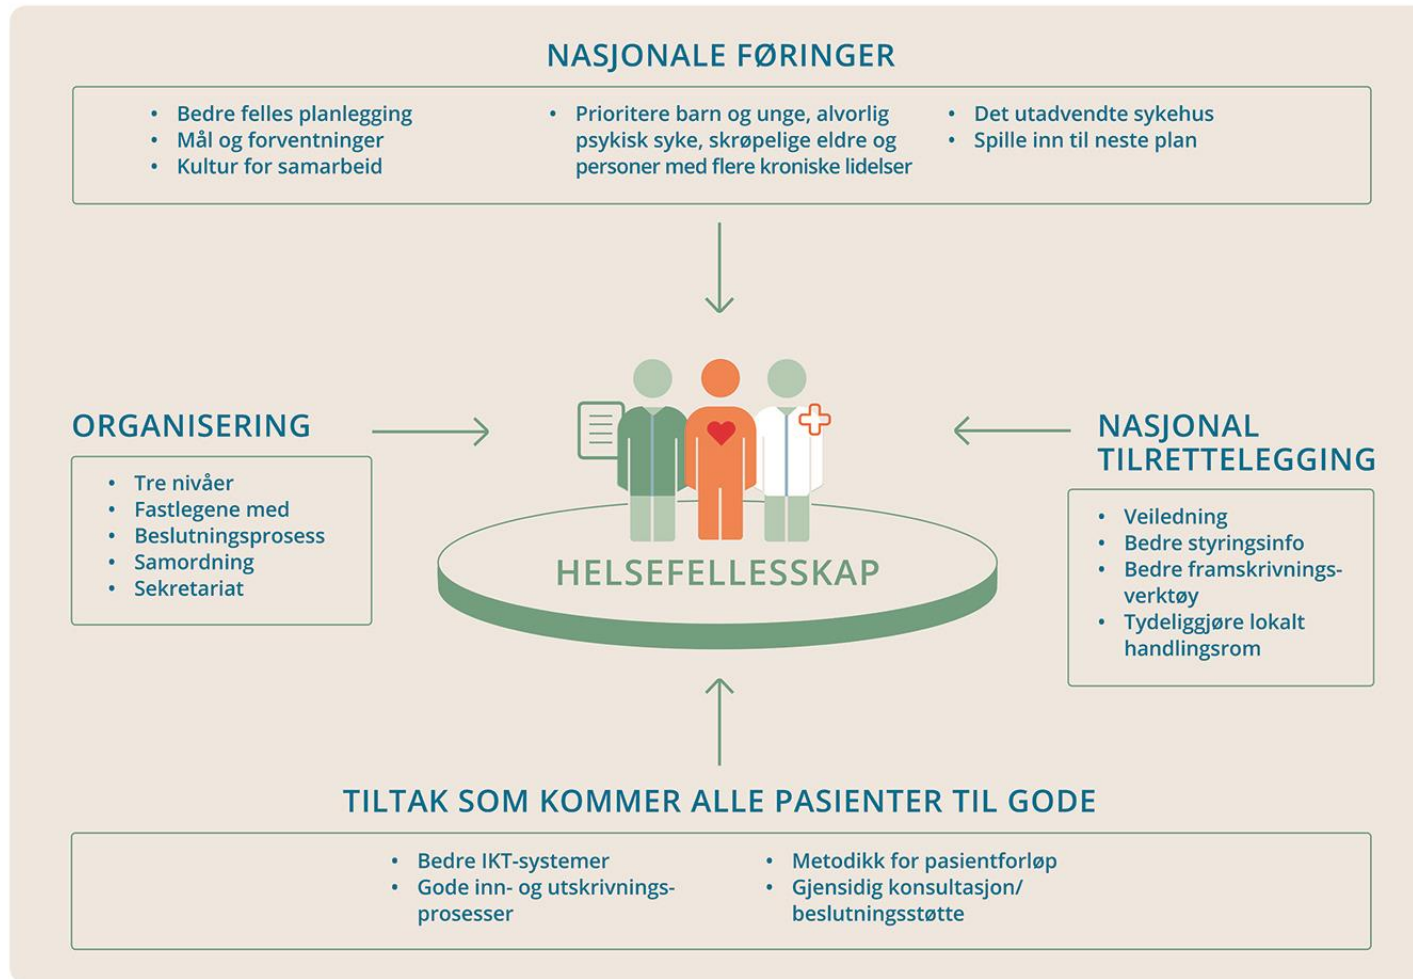 NASJONALE FØRINGER
• Bedre felles planlegging
• Mål og forventninger
• Kultur for samarbeid
• Prioritere barn og unge, alvorlig
psykisk syke, skrøpelige eldre og
personer med flere kroniske lidelser
• Det utadvendte sykehus
• Spille inn til neste plan
ORGANISERING
• Tre nivåer
• Fastlegene med
• Beslutningsprosess
• Samordning
• Sekretariat
HELSEFELLESSKAP
NASJONAL
TILRETTELEGGING
• Veiledning
• Bedre styringsinfo
• Bedre framskrivnings-
verktøy
• Tydeliggjøre lokalt
handlingsrom
TILTAK SOM KOMMER ALLE PASIENTER TIL GODE
• Bedre IKT-systemer
• Gode inn- og utskrivnings-
prosesser
• Metodikk for pasientforløp
• Gjensidig konsultasjon/
beslutningsstøtte